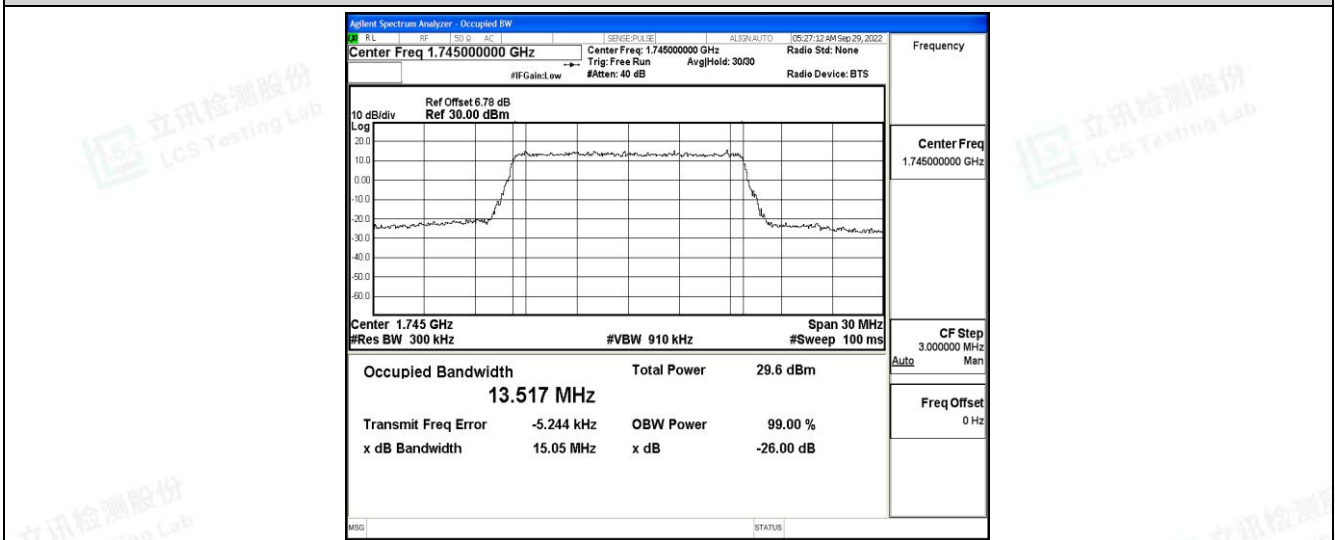 Agilent Spectrum Analyzer - Occupied BW
RL RF 50 Ω AC SENSE:PULSE ALIGN AUTO 05:27:12 AM Sep 29, 2022
Center Freq 1.745000000 GHz
Center Freq: 1.745000000 GHz
Radio Std: None
Trig: Free Run Avg|Hold: 30/30
#IFGain:Low
#Atten: 40 dB
Radio Device: BTS
Frequency
Ref Offset 6.78 dB
10 dB/div Ref 30.00 dBm
Log
20.0
10.0
0.00
-10.0
-20.0
-30.0
-40.0
-50.0
-60.0
Center 1.745 GHz
Span 30 MHz
#Res BW 300 kHz
#VBW 910 kHz
#Sweep 100 ms
Occupied Bandwidth
13.517 MHz
Total Power 29.6 dBm
Transmit Freq Error -5.244 kHz
OBW Power 99.00 %
x dB Bandwidth 15.05 MHz
x dB -26.00 dB
Center Freq
1.745000000 GHz
CF Step
3.000000 MHz
Auto Man
Freq Offset
0 Hz
MSG
STATUS
立讯检测股份
LCS Testing Lab
立讯检测股份
LCS Testing Lab
立讯检测股份